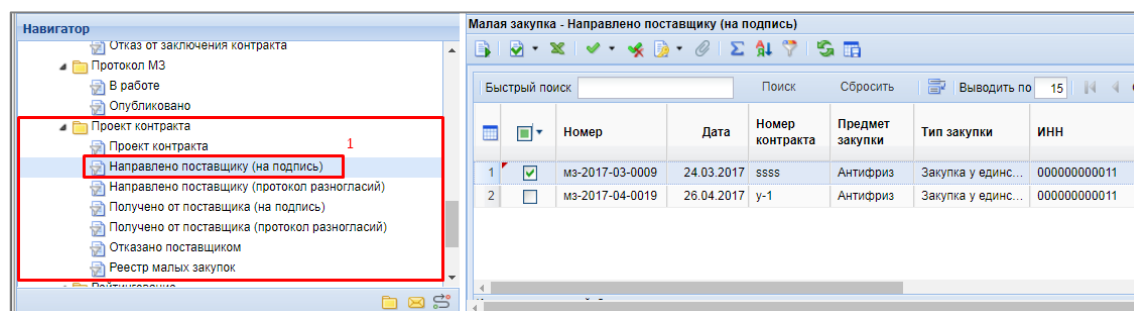 Навигатор
Отказ от заключения контракта
Протокол МЗ
В работе
Опубликовано
Проект контракта
Проект контракта
1
Направлено поставщику (на подпись)
Направлено поставщику (протокол разногласий)
Получено от поставщика (на подпись)
Получено от поставщика (протокол разногласий)
Отказано поставщиком
Реестр малых закупок
Рейтингование
Малая закупка - Направлено поставщику (на подпись)
Быстрый поиск Поиск Сбросить Выводить по 15
Номер Дата Номер контракта Предмет закупки Тип закупки ИНН
1 мз-2017-03-0009 24.03.2017 ssss Антифриз Закупка у единс... 000000000011
2 мз-2017-04-0019 26.04.2017 y-1 Антифриз Закупка у единс... 000000000011